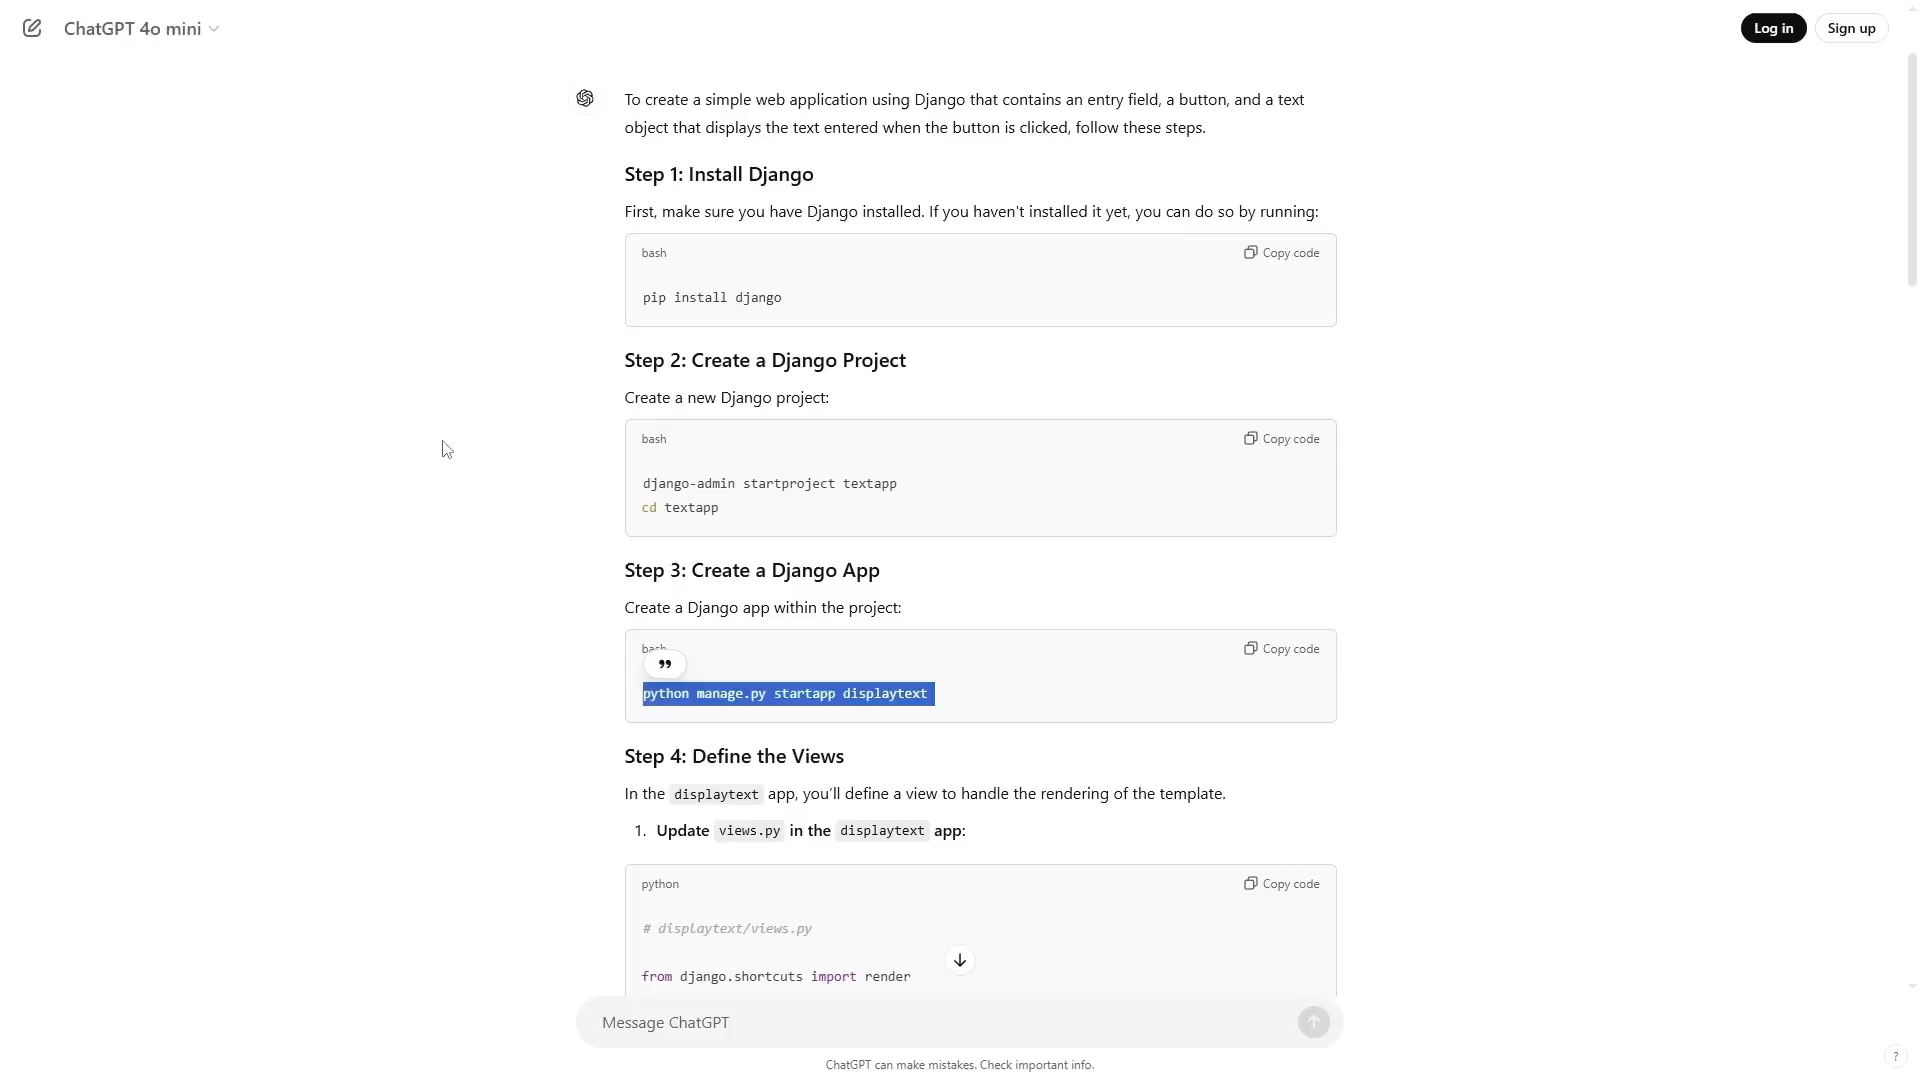 ChatGPT 4o mini
Log in
Sign up
To create a simple web application using Django that contains an entry field, a button, and a text
object that displays the text entered when the button is clicked, follow these steps.
Step 1: Install Django
First, make sure you have Django installed. If you haven't installed it yet, you can do so by running:
bash
Copy code
pip install django
Step 2: Create a Django Project
Create a new Django project:
bash
Copy code
django-admin startproject textapp
cd textapp
Step 3: Create a Django App
Create a Django app within the project:
bash
Copy code
python manage.py startapp displaytext
Step 4: Define the Views
In the displaytext app, you'll define a view to handle the rendering of the template.
1. Update views.py in the displaytext app:
python
Copy code
# displaytext/views.py
from django.shortcuts import render
Message ChatGPT
ChatGPT can make mistakes. Check important info.
?